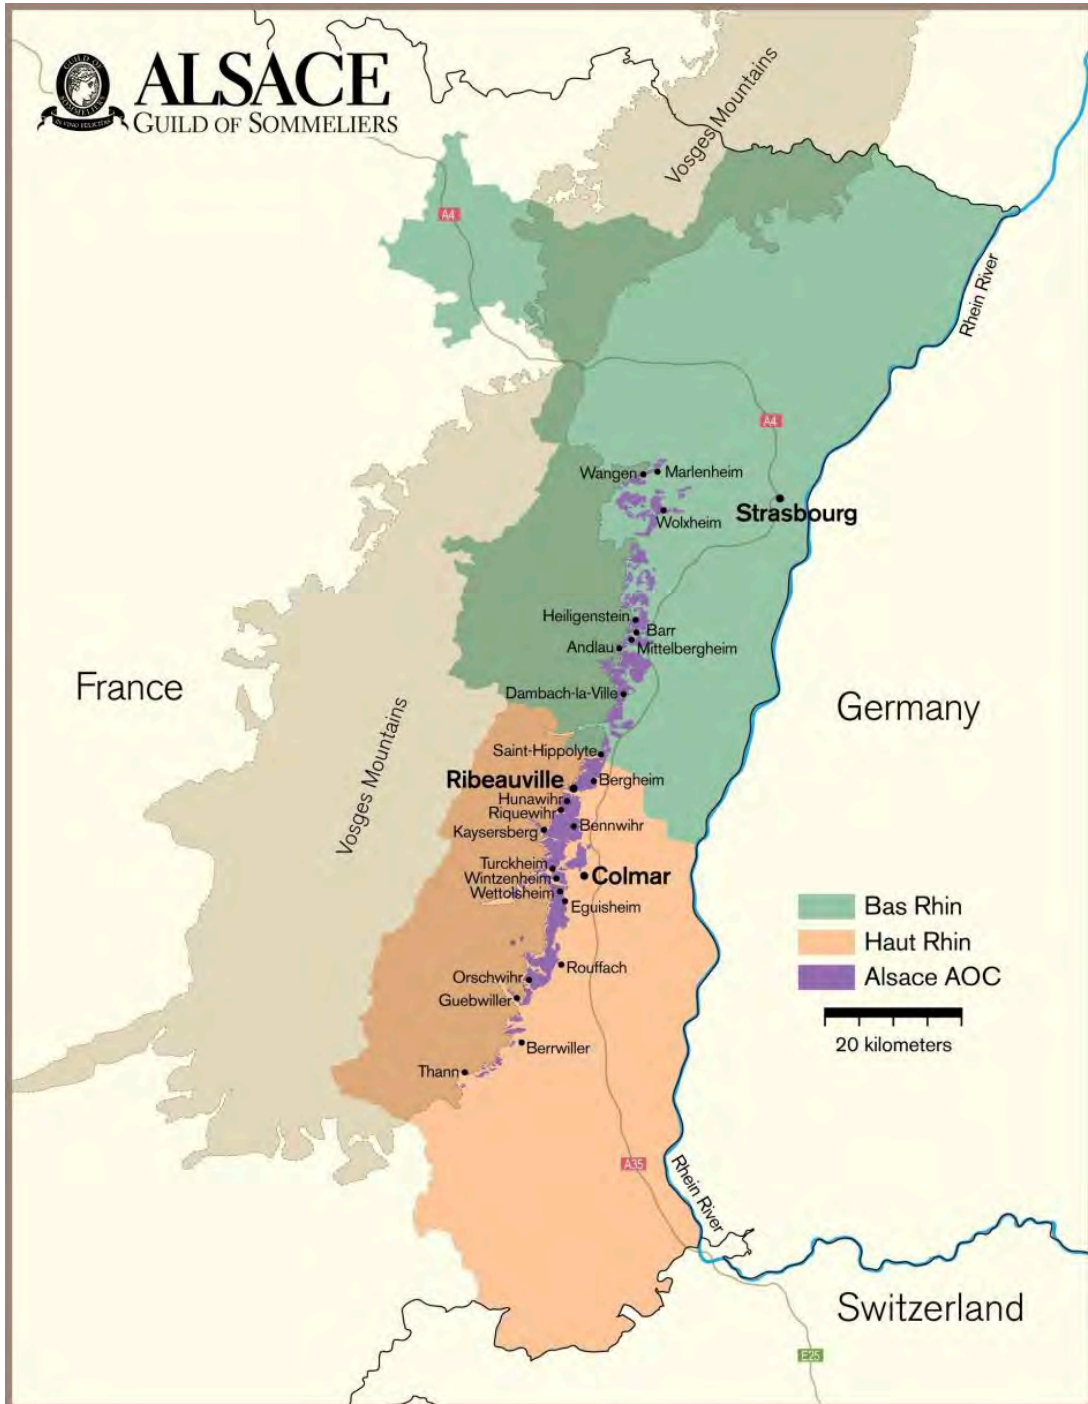 GUILD OF
SOMMELIERS
IN VINO FELICITAS
ALSACE
GUILD OF SOMMELIERS
Vosges Mountains
A4
Rhein River
A4
Wangen
Marlenheim
Strasbourg
Wolxheim
Heiligenstein
Barr
Andlau
Mittelbergheim
France
Dambach-la-Ville
Germany
Vosges Mountains
Saint-Hippolyte
Ribeauville
Bergheim
Hunawihr
Riquewihr
Kaysersberg
Bennwihr
Turckheim
Wintzenheim
Colmar
Wettolsheim
Eguisheim
Bas Rhin
Haut Rhin
Alsace AOC
Rouffach
Orschwihr
Guebwiller
20 kilometers
Berrwiller
Thann
A35
Rhein River
Switzerland
E25